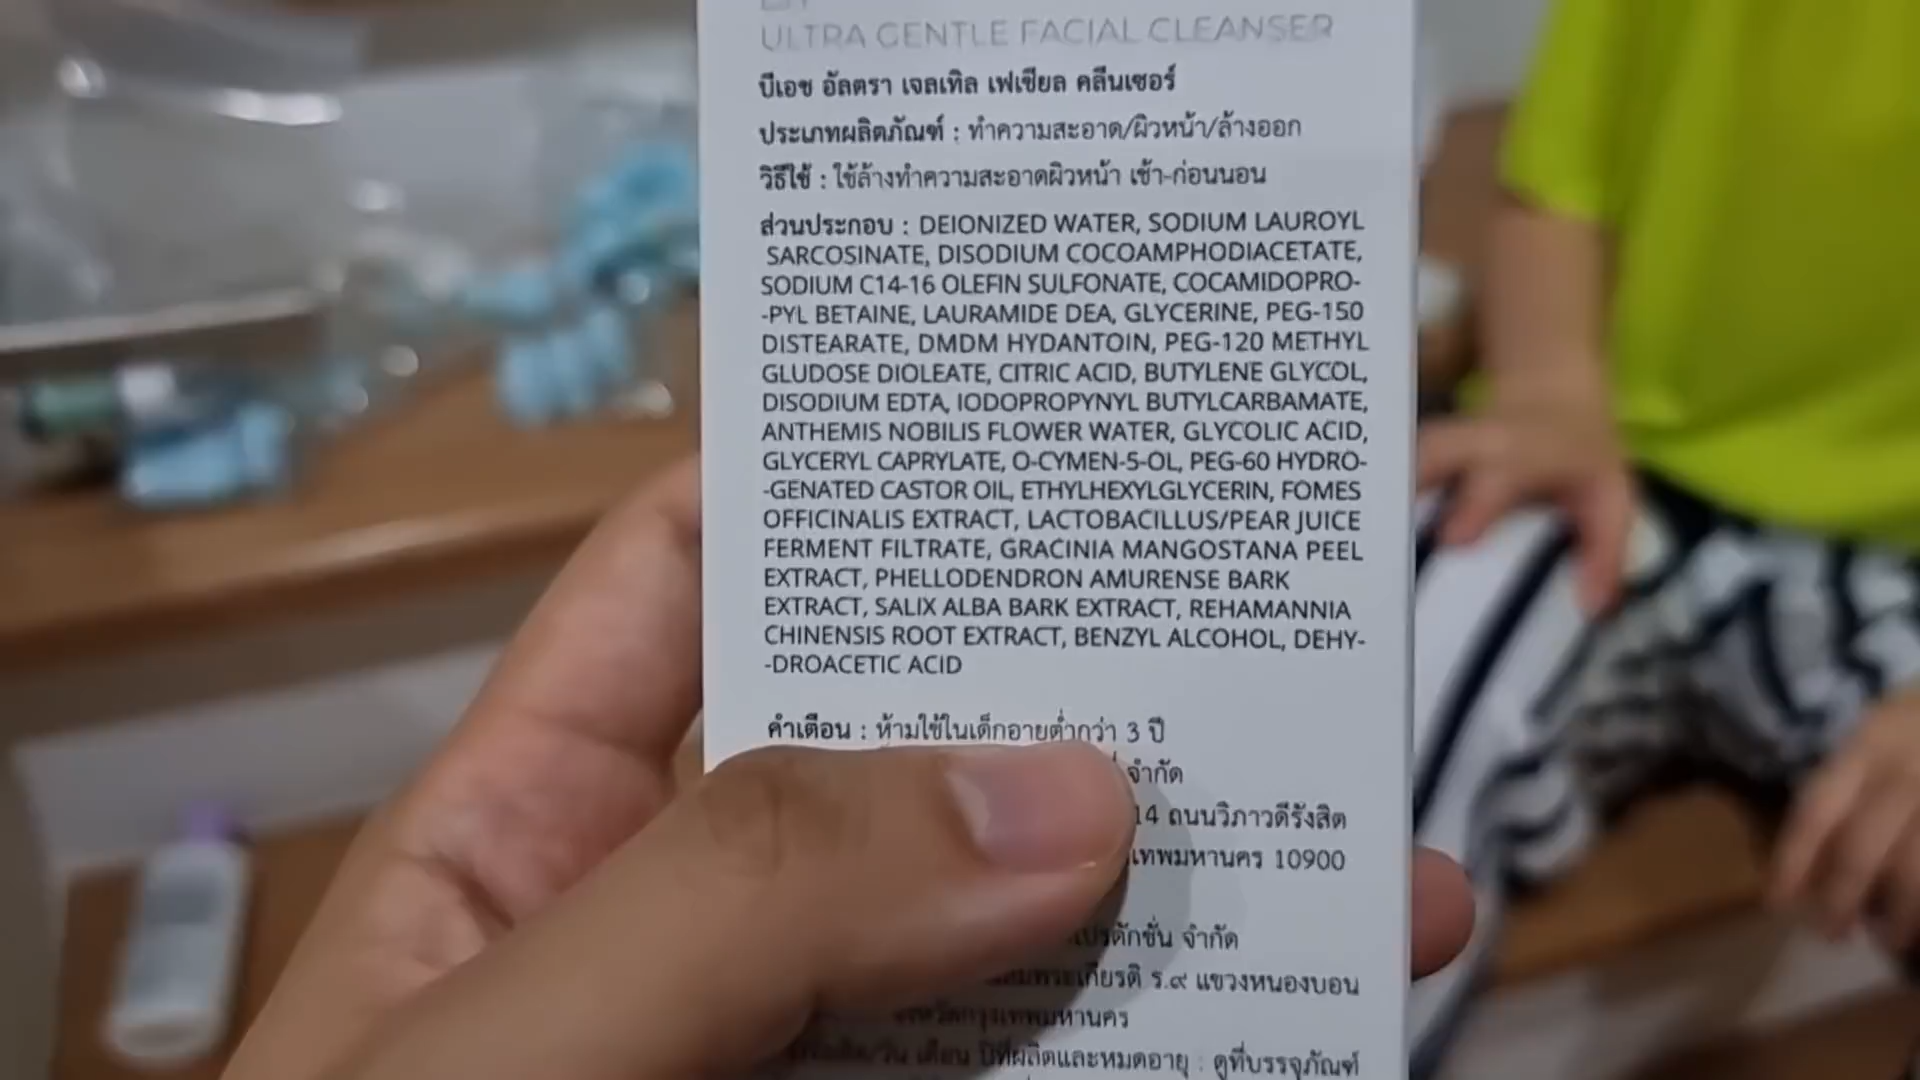 ULTRA GENTLE FACIAL CLEANSER
บีเอช อัลตรา เจลเทิล เฟเชียล คลีนเซอร์
ประเภทผลิตภัณฑ์ : ทำความสะอาด/ผิวหน้า/ล้างออก
วิธีใช้ : ใช้ล้างทำความสะอาดผิวหน้า เช้า-ก่อนนอน
ส่วนประกอบ : DEIONIZED WATER, SODIUM LAUROYL
SARCOSINATE, DISODIUM COCOAMPHODIACETATE,
SODIUM C14-16 OLEFIN SULFONATE, COCAMIDOPRO-
-PYL BETAINE, LAURAMIDE DEA, GLYCERINE, PEG-150
DISTEARATE, DMDM HYDANTOIN, PEG-120 METHYL
GLUDOSE DIOLEATE, CITRIC ACID, BUTYLENE GLYCOL,
DISODIUM EDTA, IODOPROPYNYL BUTYLCARBAMATE,
ANTHEMIS NOBILIS FLOWER WATER, GLYCOLIC ACID,
GLYCERYL CAPRYLATE, O-CYMEN-5-OL, PEG-60 HYDRO-
-GENATED CASTOR OIL, ETHYLHEXYLGLYCERIN, FOMES
OFFICINALIS EXTRACT, LACTOBACILLUS/PEAR JUICE
FERMENT FILTRATE, GRACINIA MANGOSTANA PEEL
EXTRACT, PHELLODENDRON AMURENSE BARK
EXTRACT, SALIX ALBA BARK EXTRACT, REHAMANNIA
CHINENSIS ROOT EXTRACT, BENZYL ALCOHOL, DEHY-
-DROACETIC ACID
คำเตือน : ห้ามใช้ในเด็กอายุต่ำกว่า 3 ปี
จำกัด
14 ถนนวิภาวดีรังสิต
10900
จำกัด
ร.๙ แขวงหนองบอน
เดือน ปีที่ผลิตและหมดอายุ : ดูที่บรรจุภัณฑ์